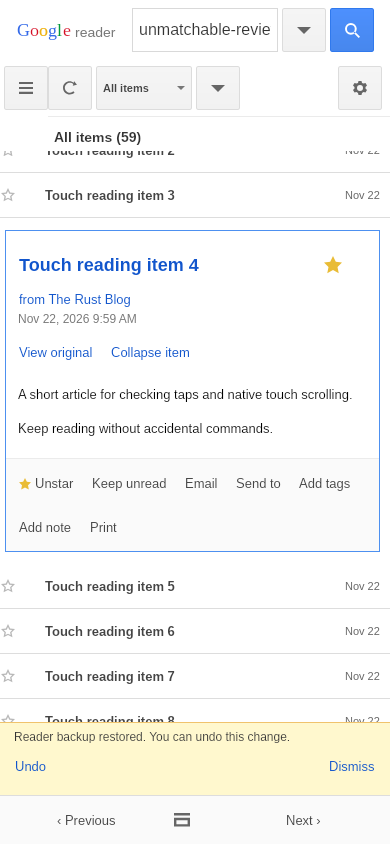 Google reader
unmatchable-revie
All items
All items (59)
Touch reading item 2 Nov 22
Touch reading item 3 Nov 22
Touch reading item 4
from The Rust Blog
Nov 22, 2026 9:59 AM
View original Collapse item
A short article for checking taps and native touch scrolling.
Keep reading without accidental commands.
Unstar Keep unread Email Send to Add tags
Add note Print
Touch reading item 5 Nov 22
Touch reading item 6 Nov 22
Touch reading item 7 Nov 22
Touch reading item 8 Nov 22
Reader backup restored. You can undo this change.
Undo Dismiss
‹ Previous Next ›